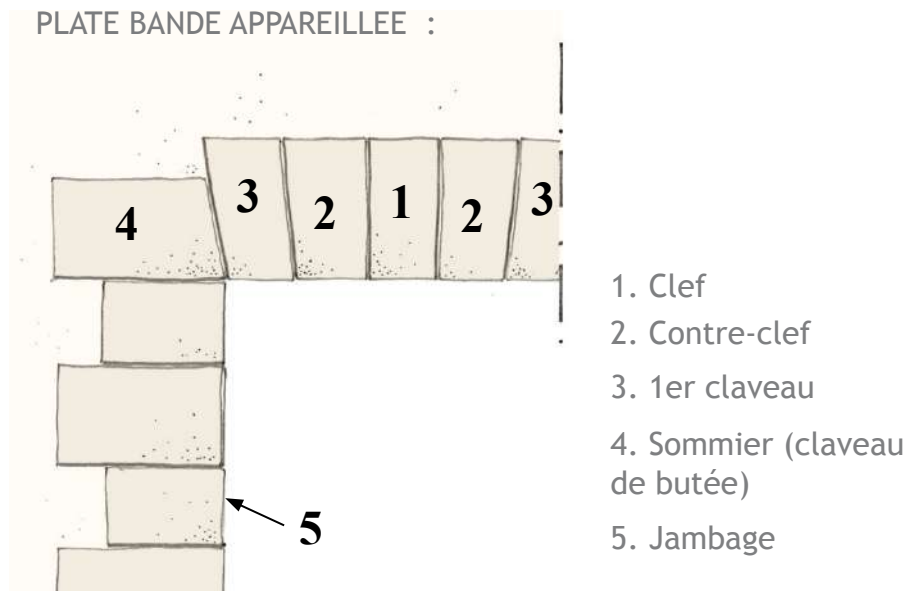 PLATE BANDE APPAREILLEE :
3 2 1 2 3
4
5
1. Clef
2. Contre-clef
3. 1er claveau
4. Sommier (claveau
de butée)
5. Jambage